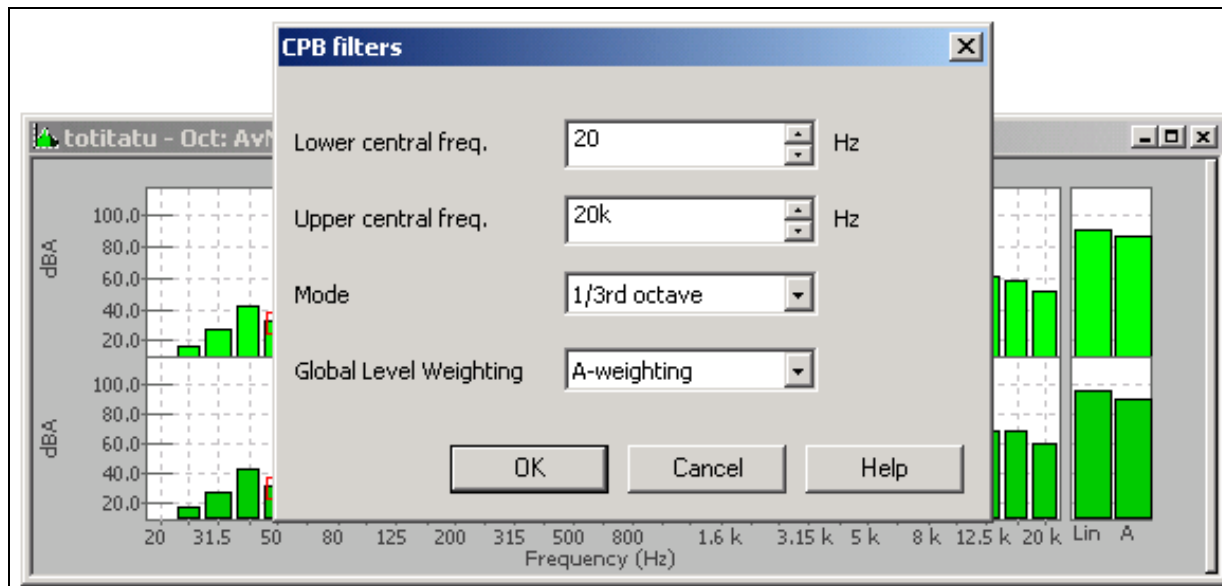 CPB filters
Lower central freq. 20 Hz
Upper central freq. 20k Hz
Mode 1/3rd octave
Global Level Weighting A-weighting
OK Cancel Help
totitatu - Oct:
dBA
100.0
80.0
60.0
40.0
20.0
dBA
100.0
80.0
60.0
40.0
20.0
20 31.5 50 80 125 200 315 500 800 1.6 k 3.15 k 5 k 8 k 12.5 k 20 k Lin A
Frequency (Hz)